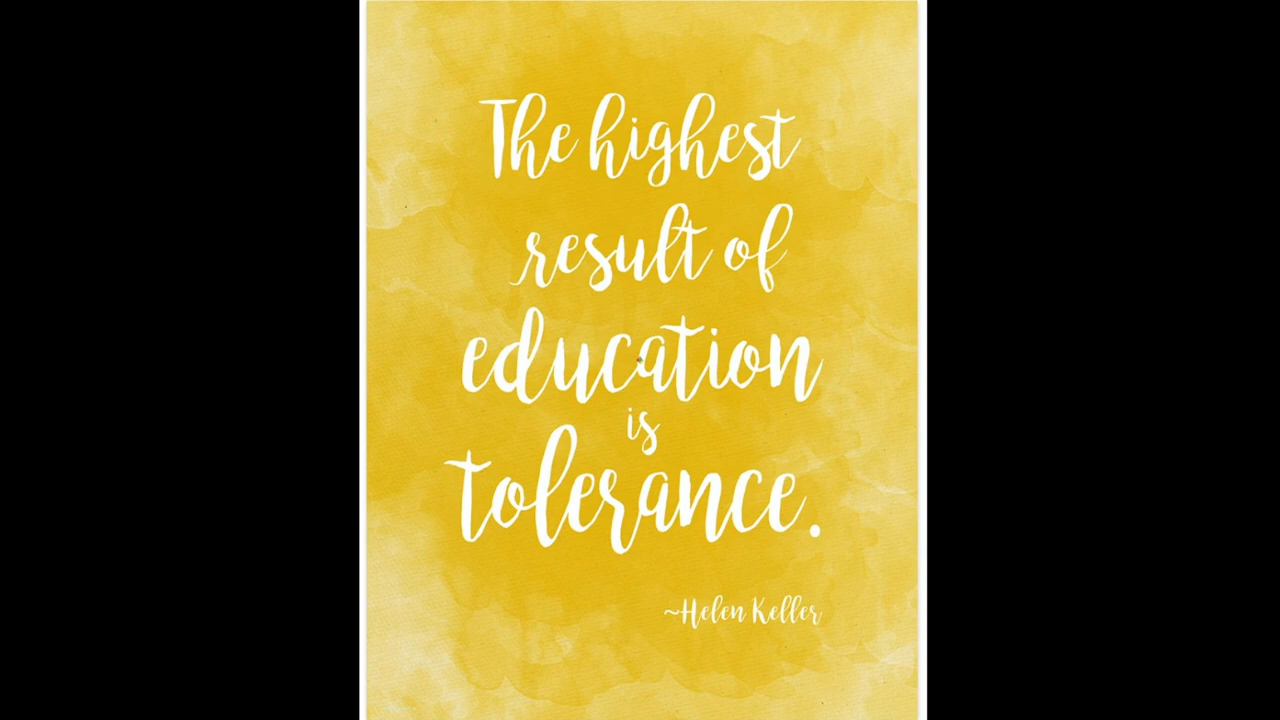 The highest
result of
education
is
tolerance.
~Helen Keller